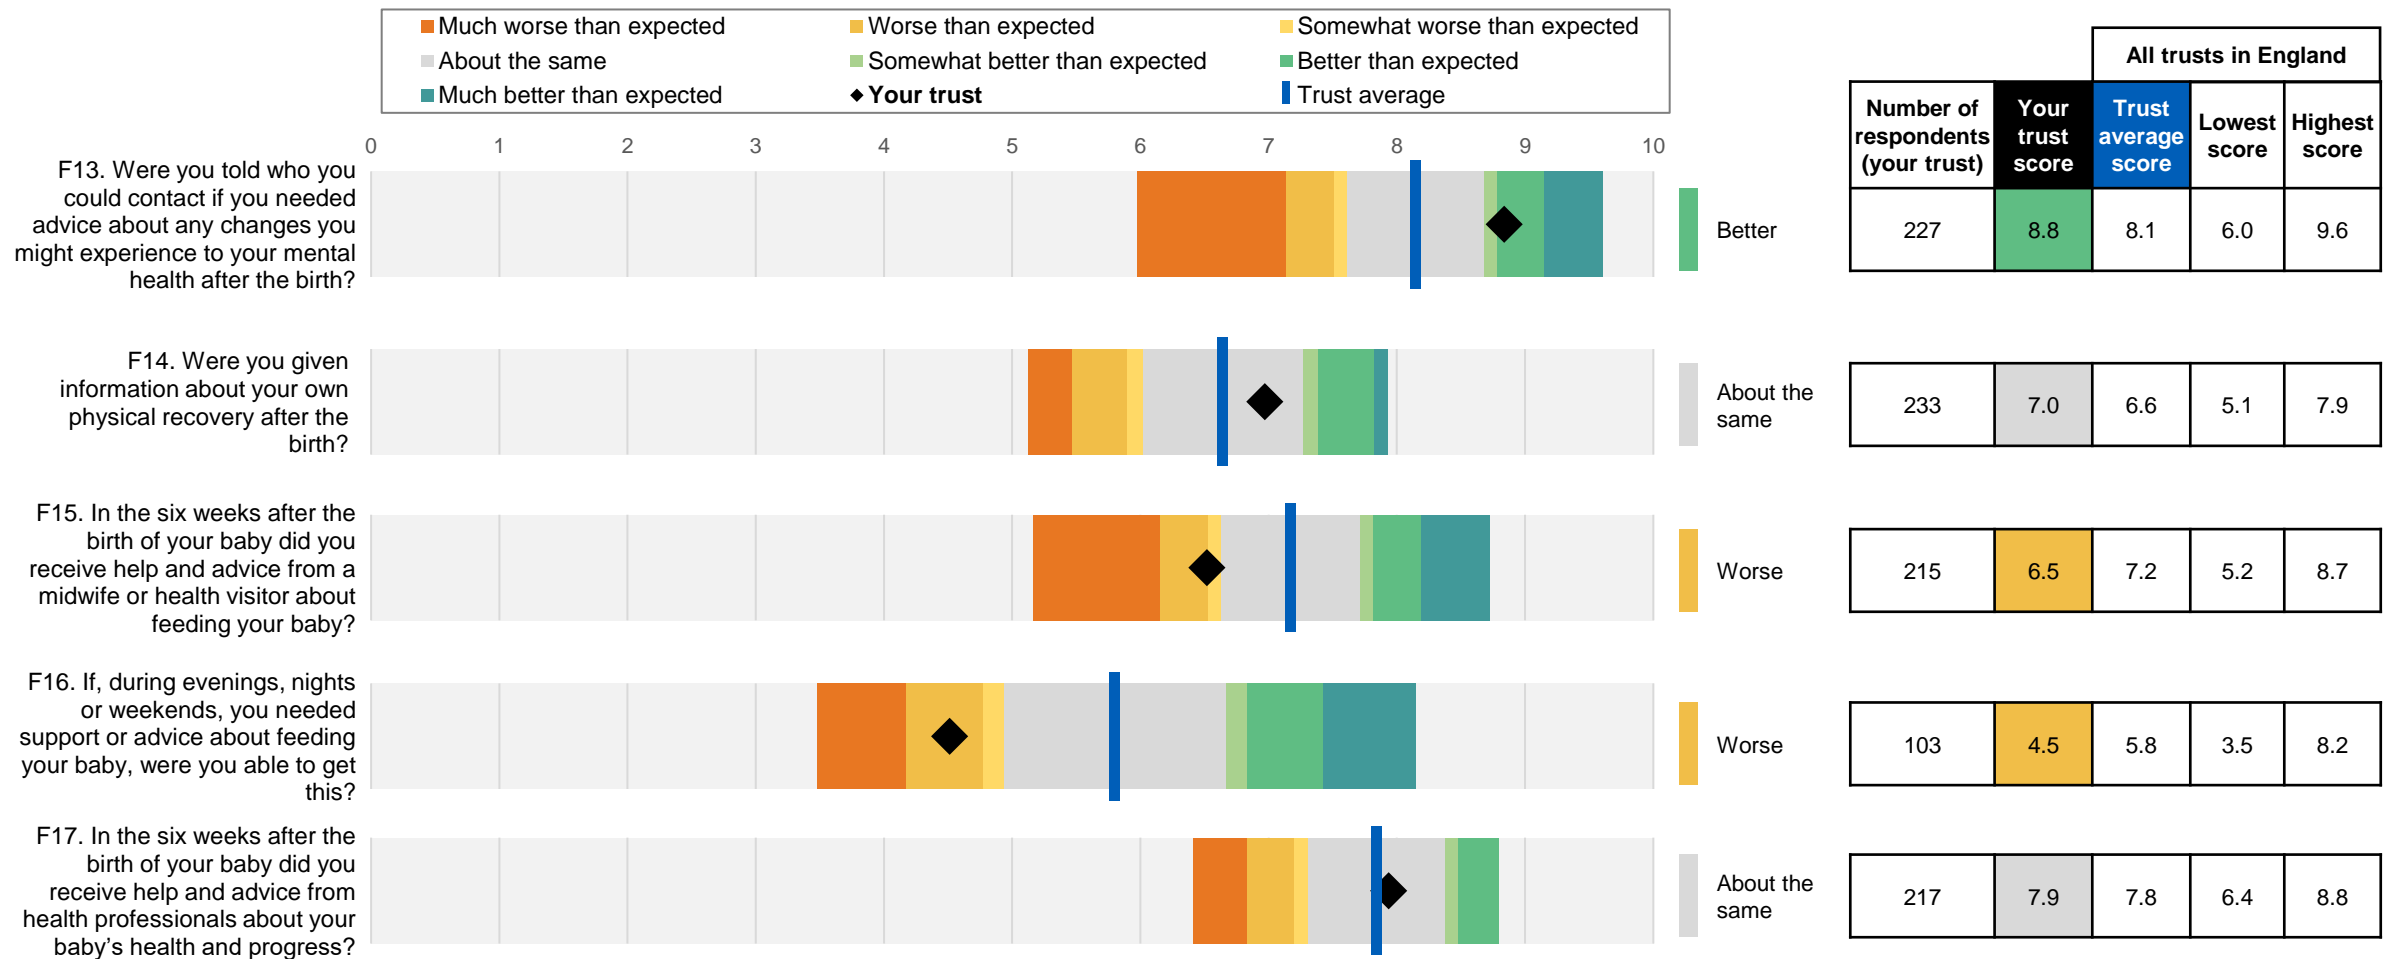 Much worse than expected
Worse than expected
Somewhat worse than expected
About the same
Somewhat better than expected
Better than expected
Much better than expected
Your trust
Trust average
All trusts in England
Number of
respondents
(your trust)
Your
trust
score
Trust
average
score
Lowest
score
Highest
score
0 1 2 3 4 5 6 7 8 9 10
F13. Were you told who you
could contact if you needed
advice about any changes you
might experience to your mental
health after the birth?
Better
227 8.8 8.1 6.0 9.6
F14. Were you given
information about your own
physical recovery after the
birth?
About the
same
233 7.0 6.6 5.1 7.9
F15. In the six weeks after the
birth of your baby did you
receive help and advice from a
midwife or health visitor about
feeding your baby?
Worse
215 6.5 7.2 5.2 8.7
F16. If, during evenings, nights
or weekends, you needed
support or advice about feeding
your baby, were you able to get
this?
Worse
103 4.5 5.8 3.5 8.2
F17. In the six weeks after the
birth of your baby did you
receive help and advice from
health professionals about your
baby’s health and progress?
About the
same
217 7.9 7.8 6.4 8.8